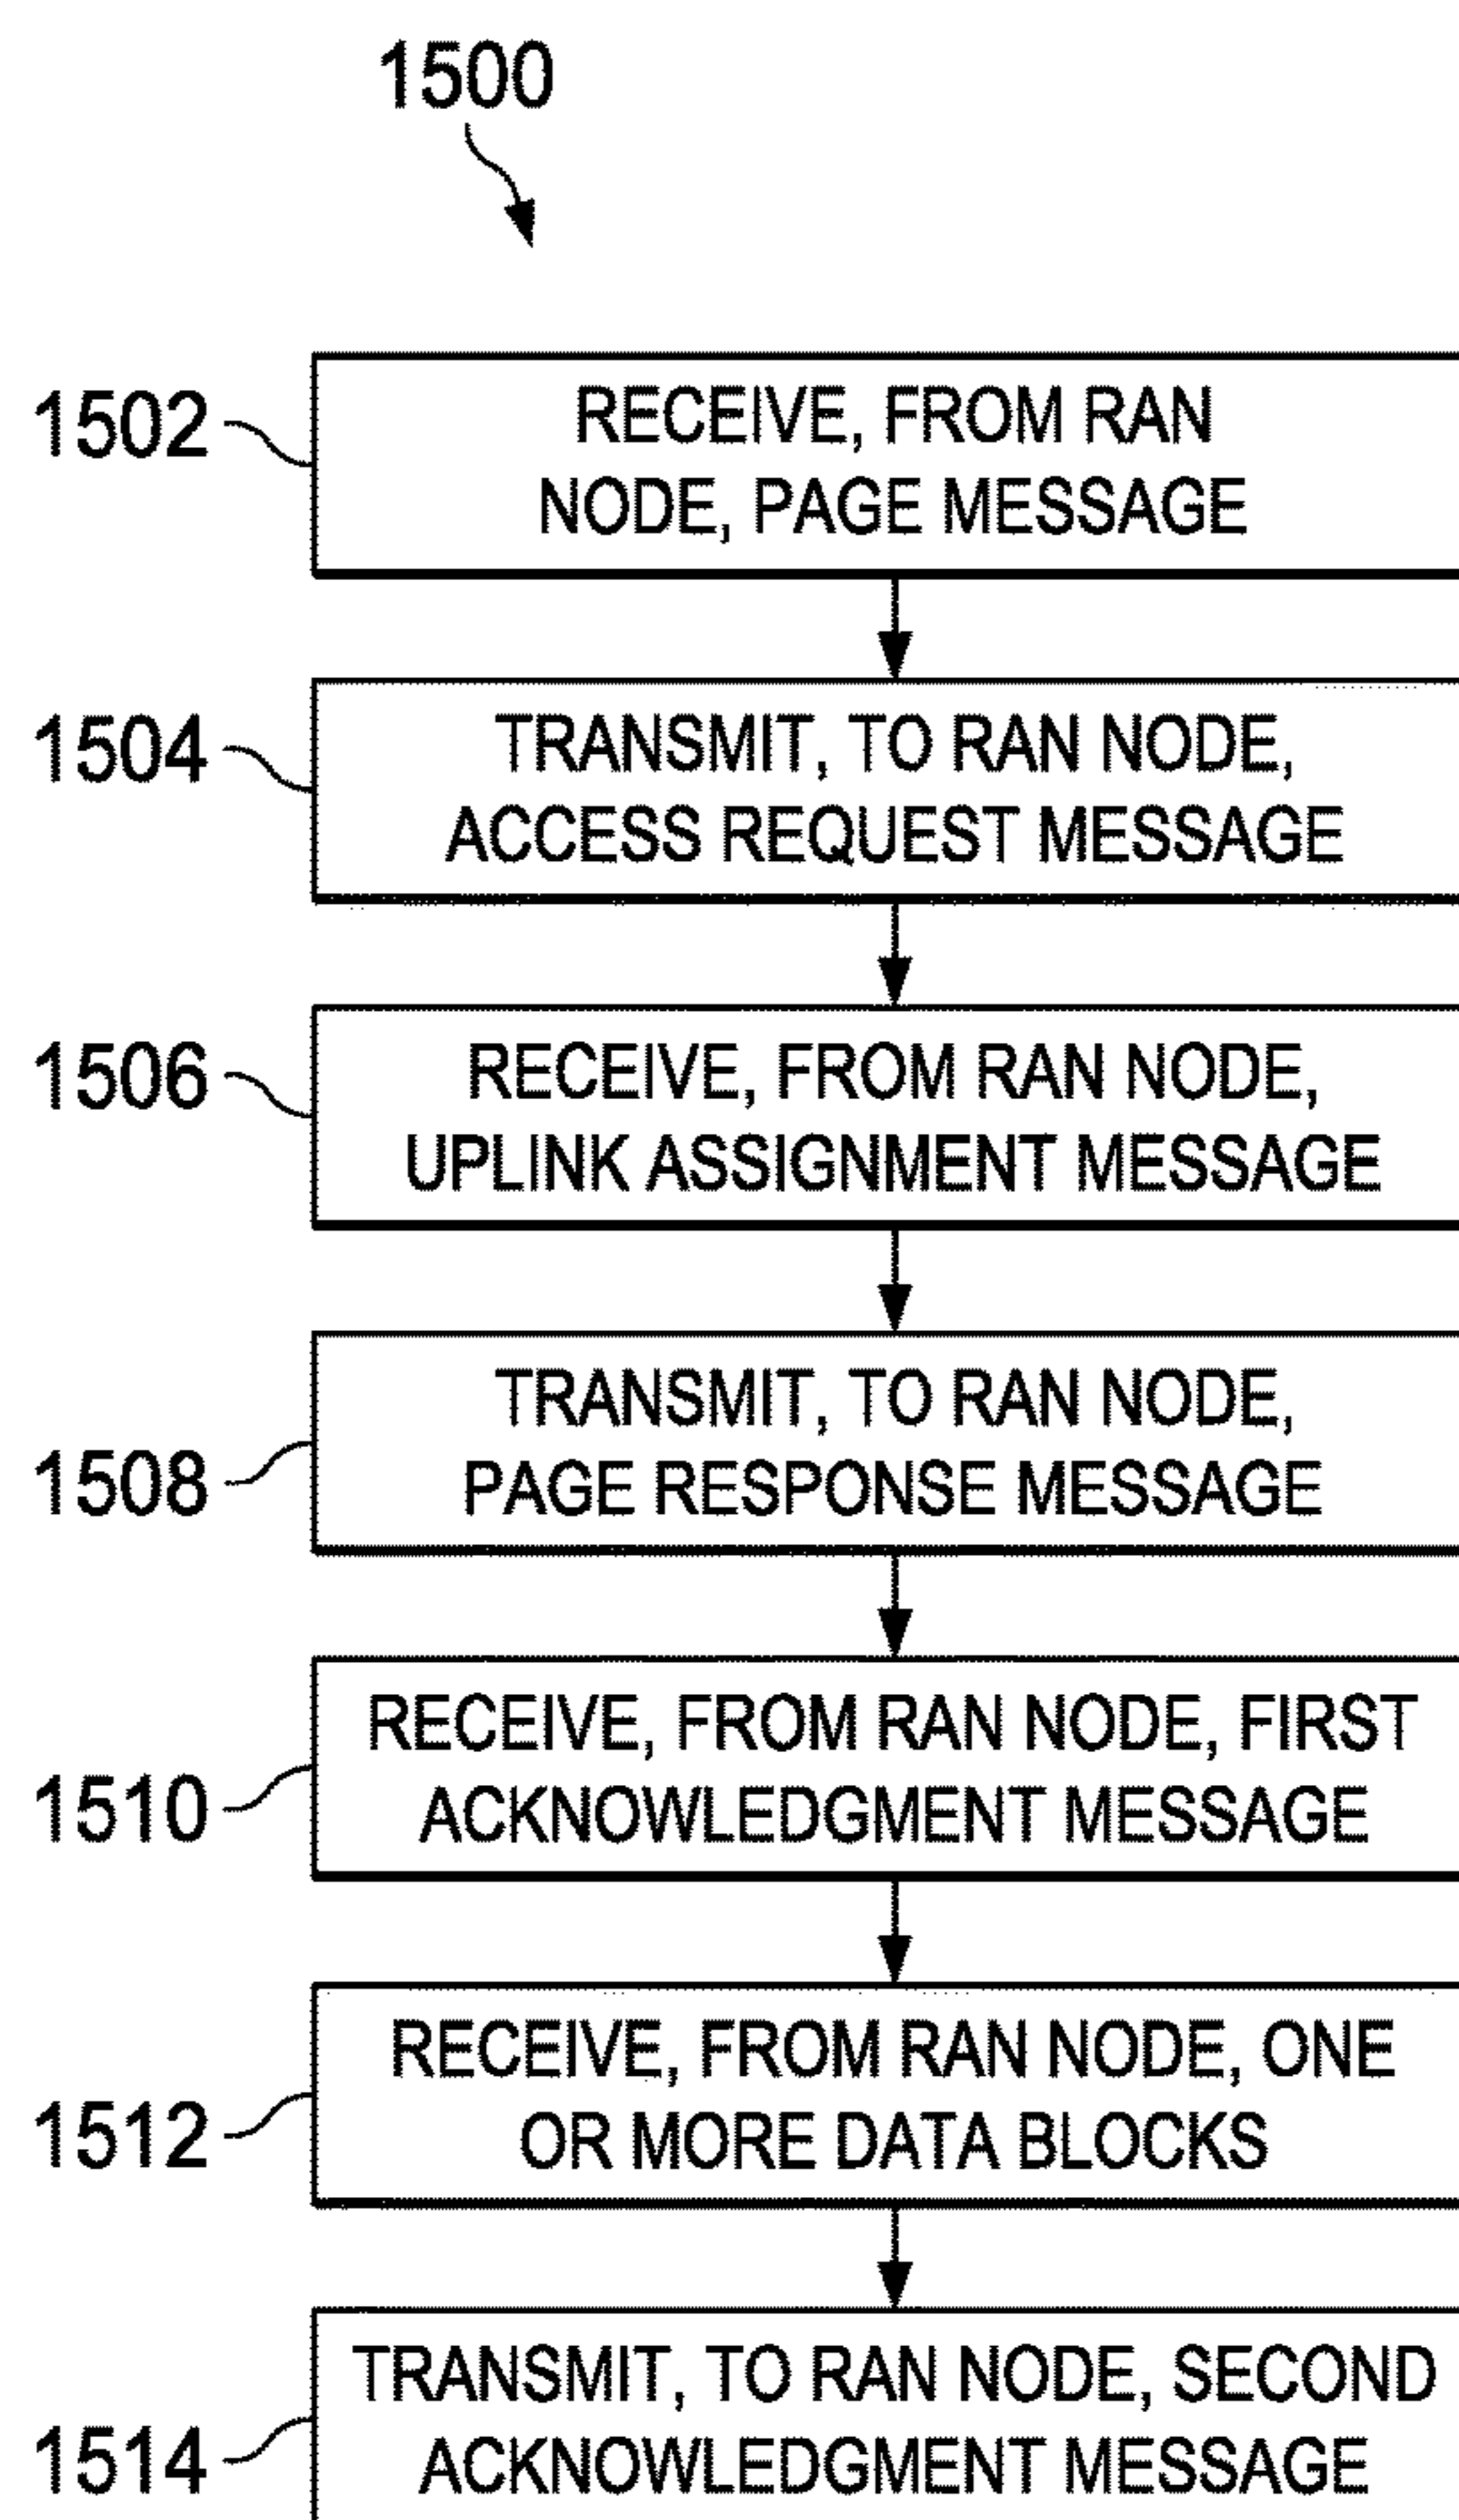 1500
1502
RECEIVE, FROM RAN
NODE, PAGE MESSAGE
1504
TRANSMIT, TO RAN NODE,
ACCESS REQUEST MESSAGE
1506
RECEIVE, FROM RAN NODE,
UPLINK ASSIGNMENT MESSAGE
1508
TRANSMIT, TO RAN NODE,
PAGE RESPONSE MESSAGE
1510
RECEIVE, FROM RAN NODE, FIRST
ACKNOWLEDGMENT MESSAGE
1512
RECEIVE, FROM RAN NODE, ONE
OR MORE DATA BLOCKS
1514
TRANSMIT, TO RAN NODE, SECOND
ACKNOWLEDGMENT MESSAGE